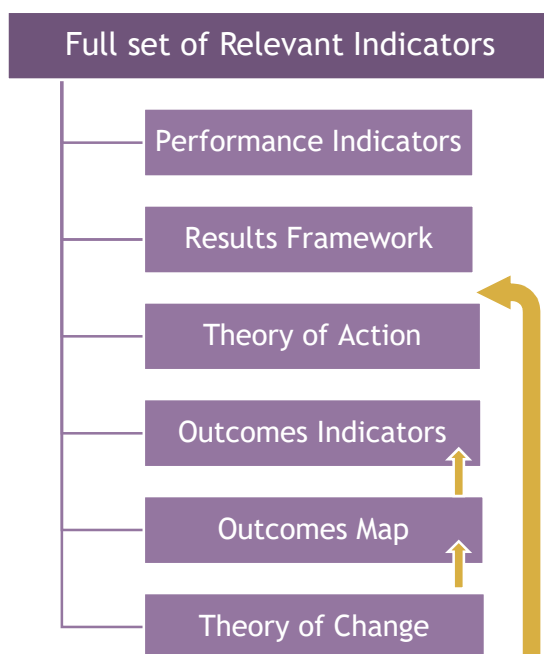 Full set of Relevant Indicators
Performance Indicators
Results Framework
Theory of Action
Outcomes Indicators
Outcomes Map
Theory of Change